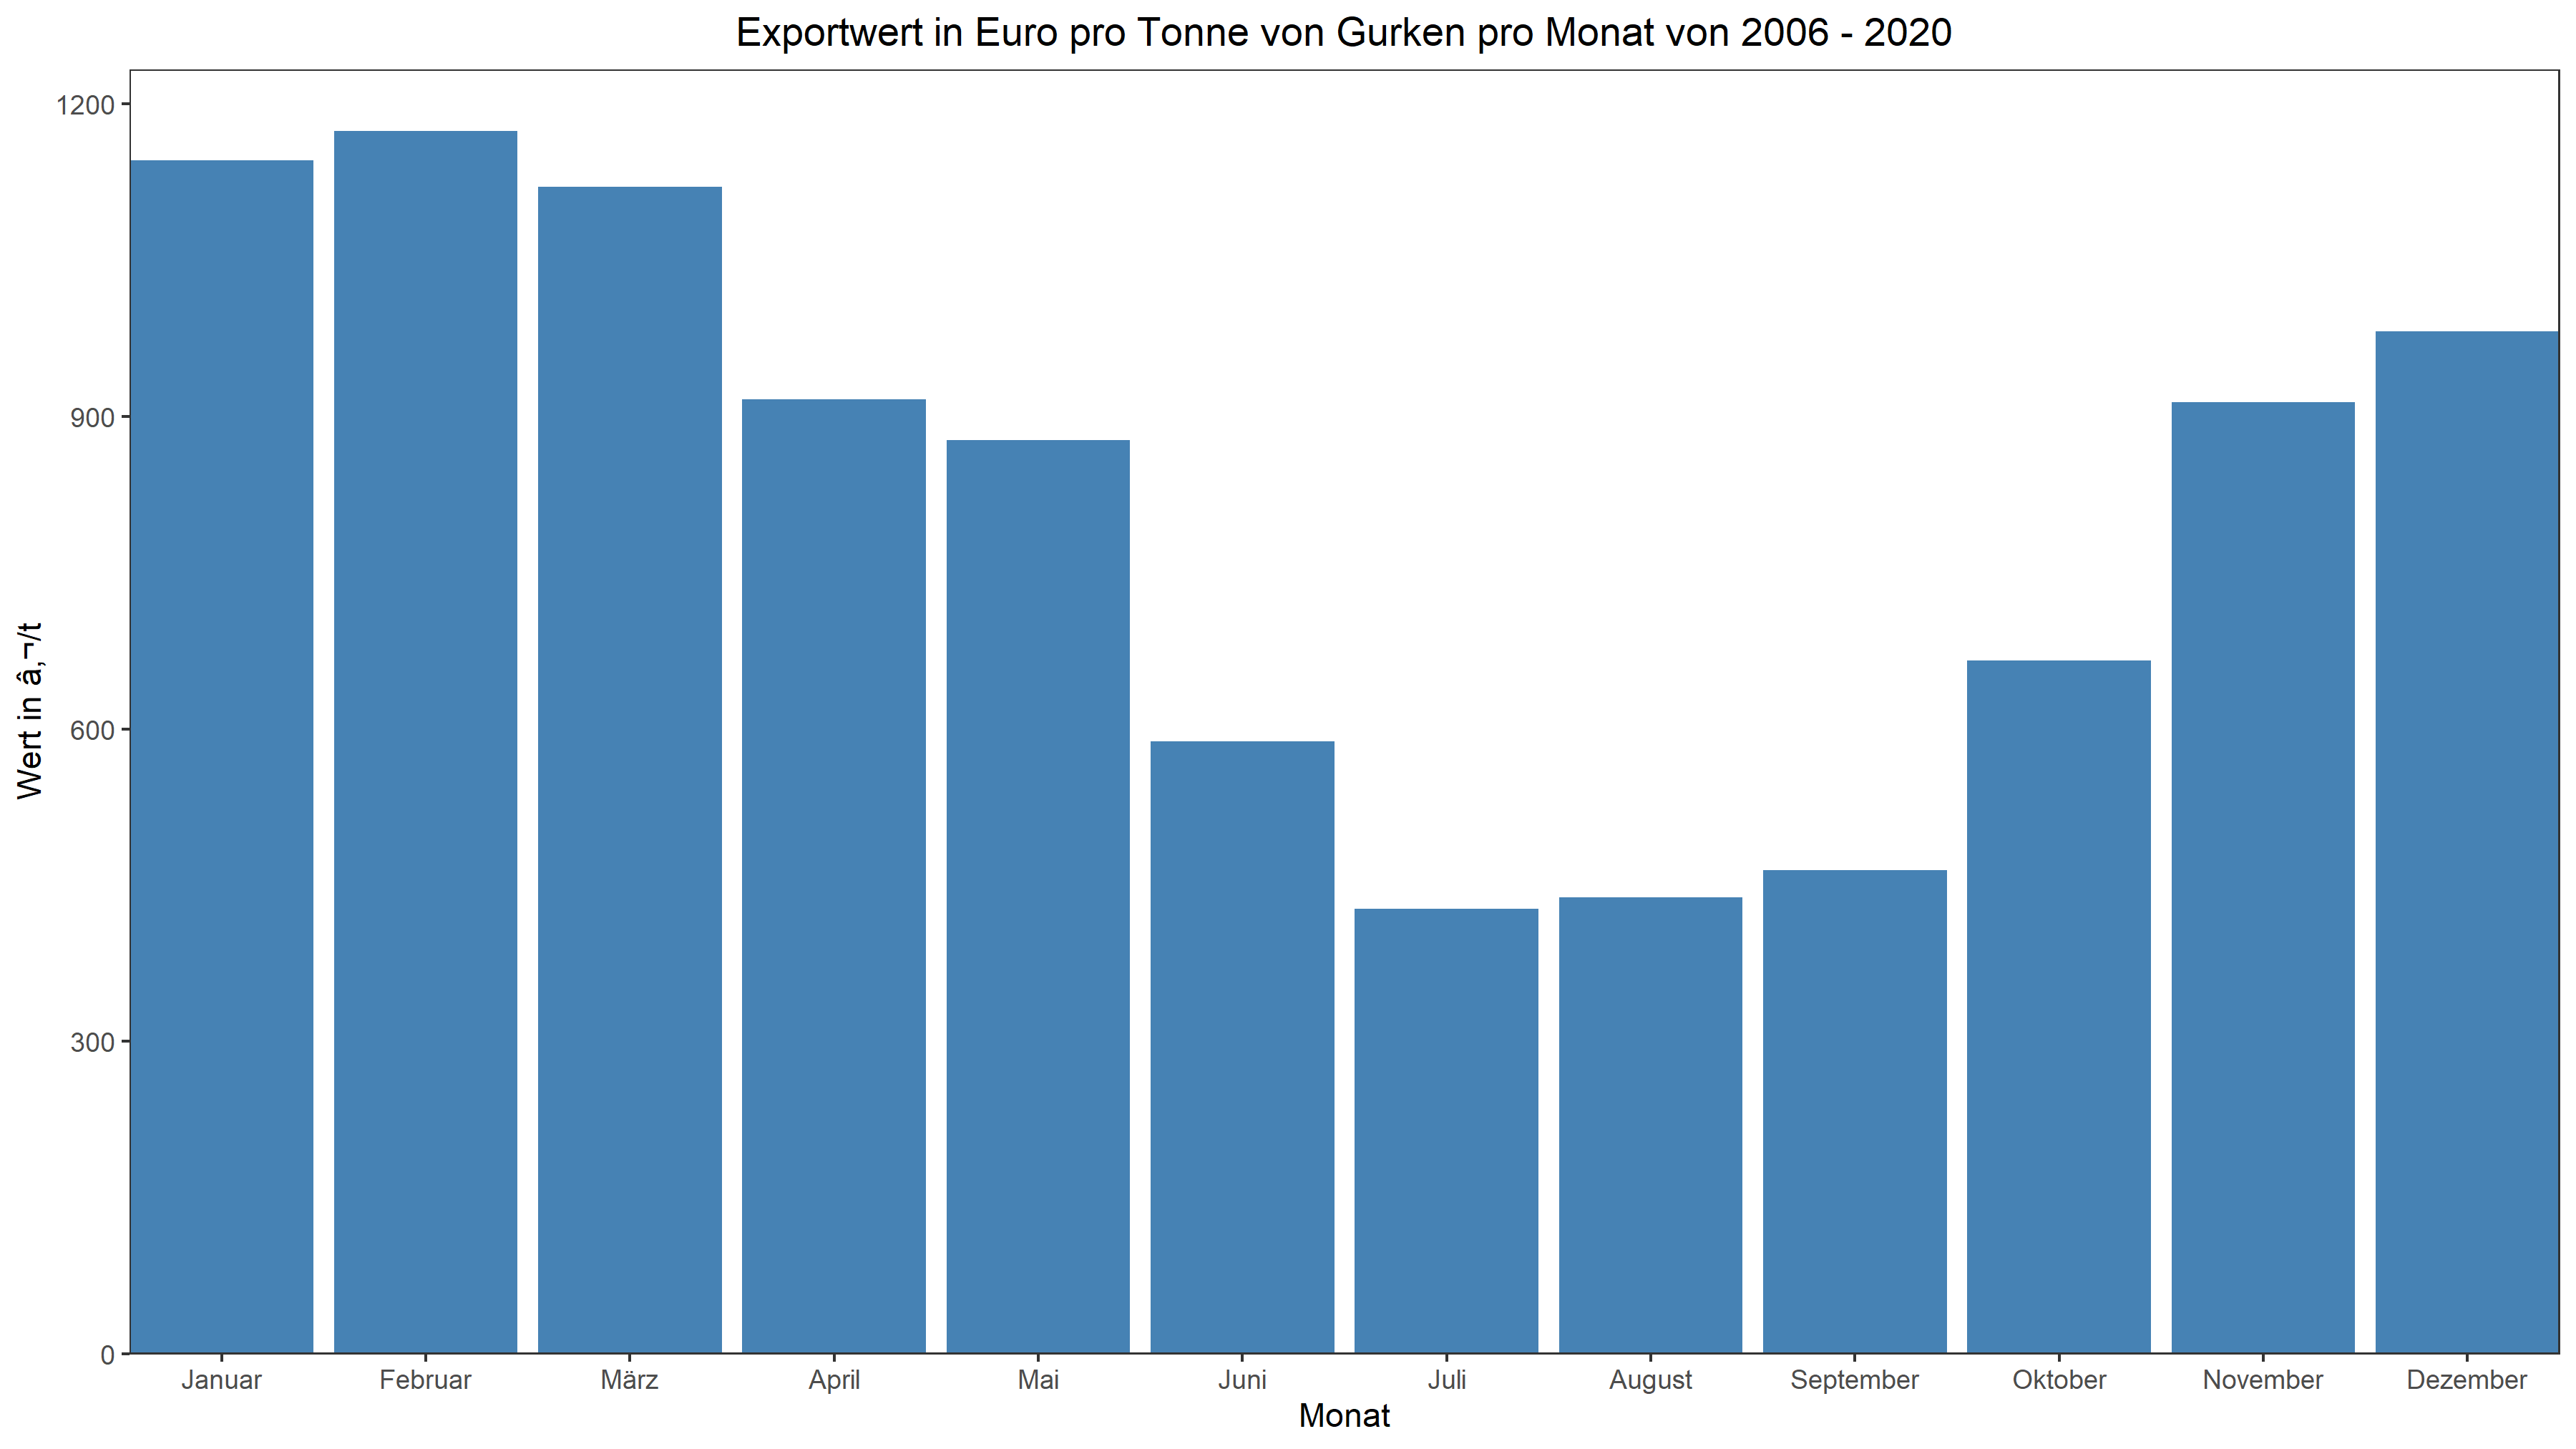 Exportwert in Euro pro Tonne von Gurken pro Monat von 2006 - 2020
1200
900
600
300
0
Wert in â‚¬/t
Januar Februar März April Mai Juni Juli August September Oktober November Dezember
Monat